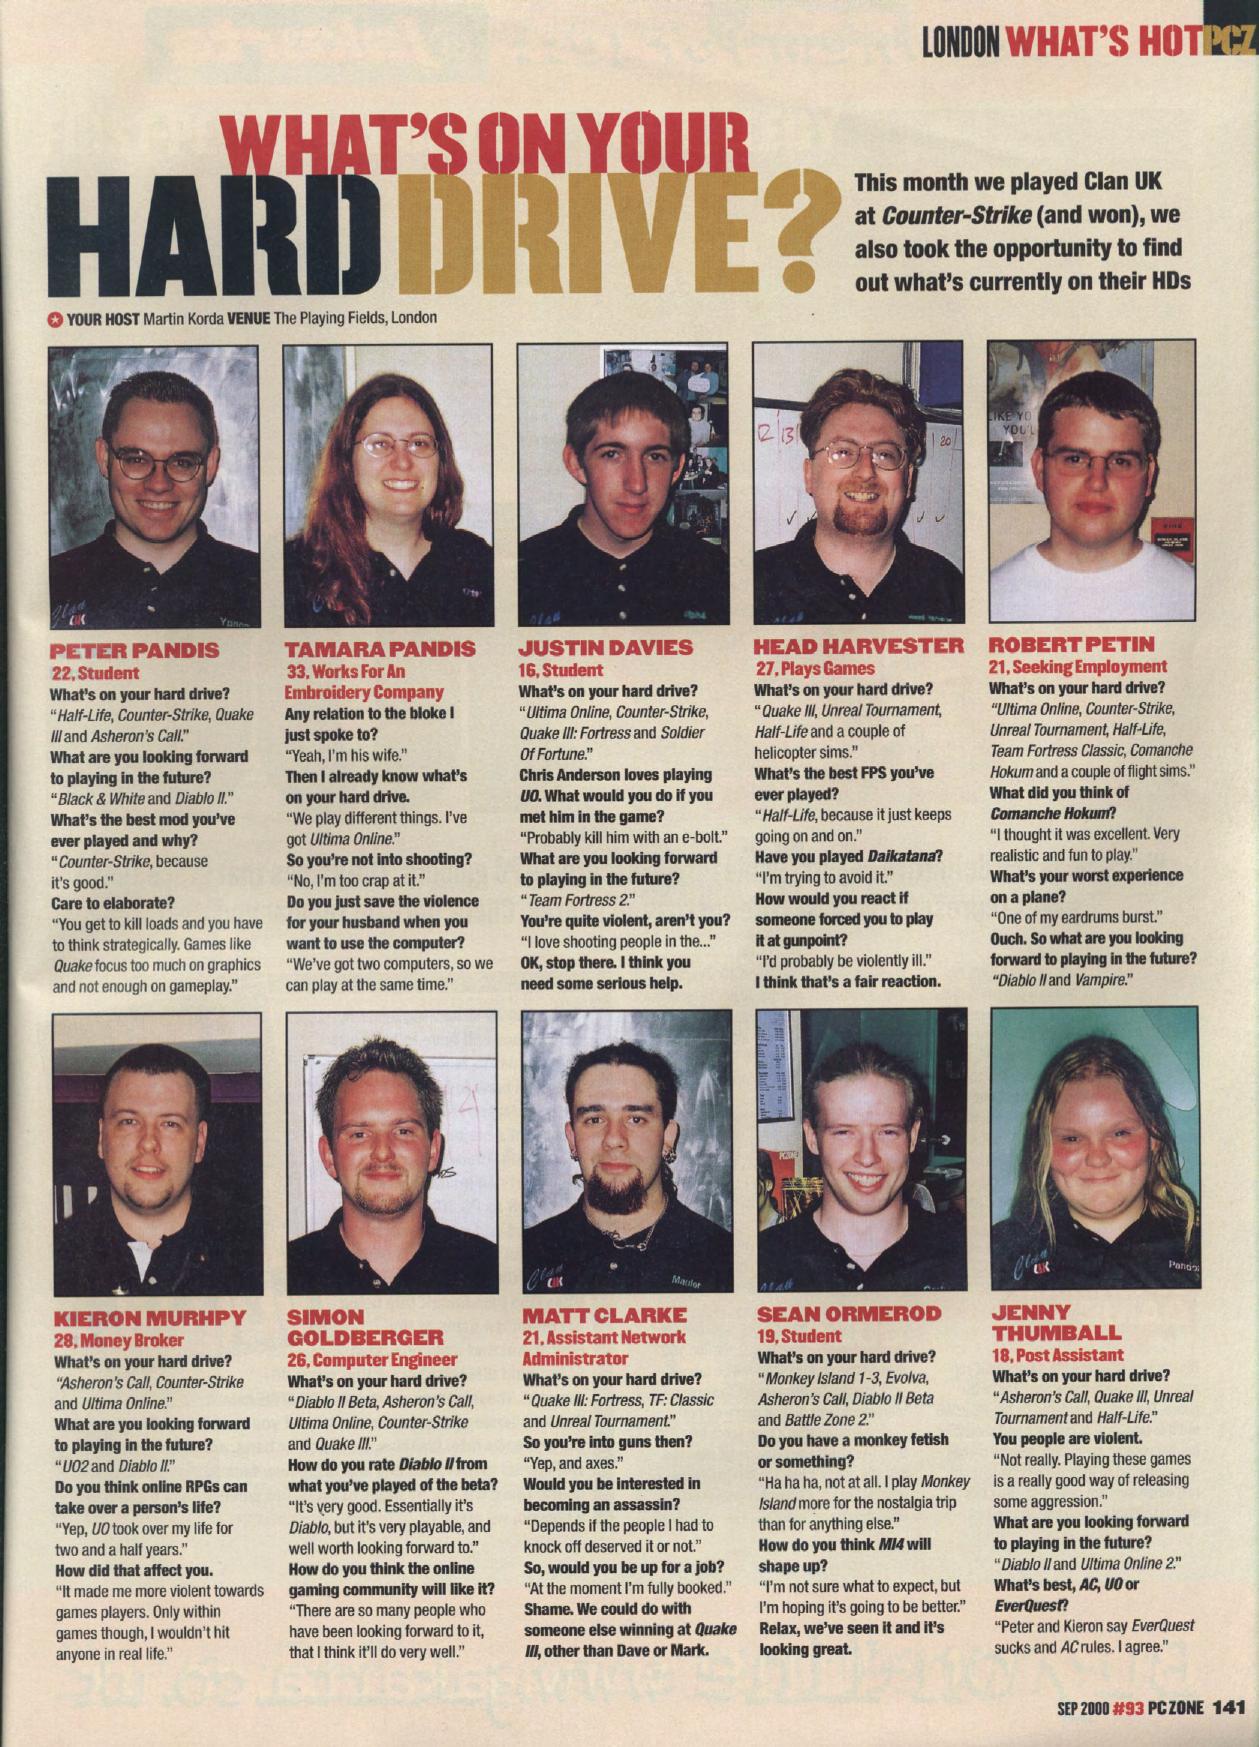 LONDON WHAT'S HOT PCZ
WHAT'S ON YOUR
HARD DRIVE?
This month we played Clan UK
at Counter-Strike (and won), we
also took the opportunity to find
out what's currently on their HDs
YOUR HOST Martin Korda VENUE The Playing Fields, London
Clan
UK
PETER PANDIS
22, Student
What's on your hard drive?
"Half-Life, Counter-Strike, Quake
III and Asheron's Call."
What are you looking forward
to playing in the future?
"Black & White and Diablo II."
What's the best mod you've
ever played and why?
"Counter-Strike, because
it's good."
Care to elaborate?
"You get to kill loads and you have
to think strategically. Games like
Quake focus too much on graphics
and not enough on gameplay."
TAMARA PANDIS
33, Works For An
Embroidery Company
Any relation to the bloke I
just spoke to?
"Yeah, I'm his wife."
Then I already know what's
on your hard drive.
"We play different things. I've
got Ultima Online."
So you're not into shooting?
"No, I'm too crap at it."
Do you just save the violence
for your husband when you
want to use the computer?
"We've got two computers, so we
can play at the same time."
JUSTIN DAVIES
16, Student
What's on your hard drive?
"Ultima Online, Counter-Strike,
Quake III: Fortress and Soldier
Of Fortune."
Chris Anderson loves playing
UO. What would you do if you
met him in the game?
"Probably kill him with an e-bolt."
What are you looking forward
to playing in the future?
"Team Fortress 2."
You're quite violent, aren't you?
"I love shooting people in the..."
OK, stop there. I think you
need some serious help.
12 13
20
HEAD HARVESTER
27, Plays Games
What's on your hard drive?
"Quake III, Unreal Tournament,
Half-Life and a couple of
helicopter sims."
What's the best FPS you've
ever played?
"Half-Life, because it just keeps
going on and on."
Have you played Daikatana?
"I'm trying to avoid it."
How would you react if
someone forced you to play
it at gunpoint?
"I'd probably be violently ill."
I think that's a fair reaction.
LIKE YO
YOU'L
FIRE
ROBERT PETIN
21, Seeking Employment
What's on your hard drive?
"Ultima Online, Counter-Strike,
Unreal Tournament, Half-Life,
Team Fortress Classic, Comanche
Hokum and a couple of flight sims."
What did you think of
Comanche Hokum?
"I thought it was excellent. Very
realistic and fun to play."
What's your worst experience
on a plane?
"One of my eardrums burst."
Ouch. So what are you looking
forward to playing in the future?
"Diablo II and Vampire."
KIERON MURHPY
28, Money Broker
What's on your hard drive?
"Asheron's Call, Counter-Strike
and Ultima Online."
What are you looking forward
to playing in the future?
"UO2 and Diablo II."
Do you think online RPGs can
take over a person's life?
"Yep, UO took over my life for
two and a half years."
How did that affect you.
"It made me more violent towards
games players. Only within
games though, I wouldn't hit
anyone in real life."
SIMON
GOLDBERGER
26, Computer Engineer
What's on your hard drive?
"Diablo II Beta, Asheron's Call,
Ultima Online, Counter-Strike
and Quake III."
How do you rate Diablo II from
what you've played of the beta?
"It's very good. Essentially it's
Diablo, but it's very playable, and
well worth looking forward to."
How do you think the online
gaming community will like it?
"There are so many people who
have been looking forward to it,
that I think it'll do very well."
Clan
UK
MATT CLARKE
21, Assistant Network
Administrator
What's on your hard drive?
"Quake III: Fortress, TF: Classic
and Unreal Tournament."
So you're into guns then?
"Yep, and axes."
Would you be interested in
becoming an assassin?
"Depends if the people I had to
knock off deserved it or not."
So, would you be up for a job?
"At the moment I'm fully booked."
Shame. We could do with
someone else winning at Quake
III, other than Dave or Mark.
PCZONE
SEAN ORMEROD
19, Student
What's on your hard drive?
"Monkey Island 1-3, Evolva,
Asheron's Call, Diablo II Beta
and Battle Zone 2."
Do you have a monkey fetish
or something?
"Ha ha ha, not at all. I play Monkey
Island more for the nostalgia trip
than for anything else."
How do you think MI4 will
shape up?
"I'm not sure what to expect, but
I'm hoping it's going to be better."
Relax, we've seen it and it's
looking great.
Clan
UK
JENNY
THUMBALL
18, Post Assistant
What's on your hard drive?
"Asheron's Call, Quake III, Unreal
Tournament and Half-Life."
You people are violent.
"Not really. Playing these games
is a really good way of releasing
some aggression."
What are you looking forward
to playing in the future?
"Diablo II and Ultima Online 2."
What's best, AC, UO or
EverQuest?
"Peter and Kieron say EverQuest
sucks and AC rules. I agree."
SEP 2000 #93 PC ZONE 141